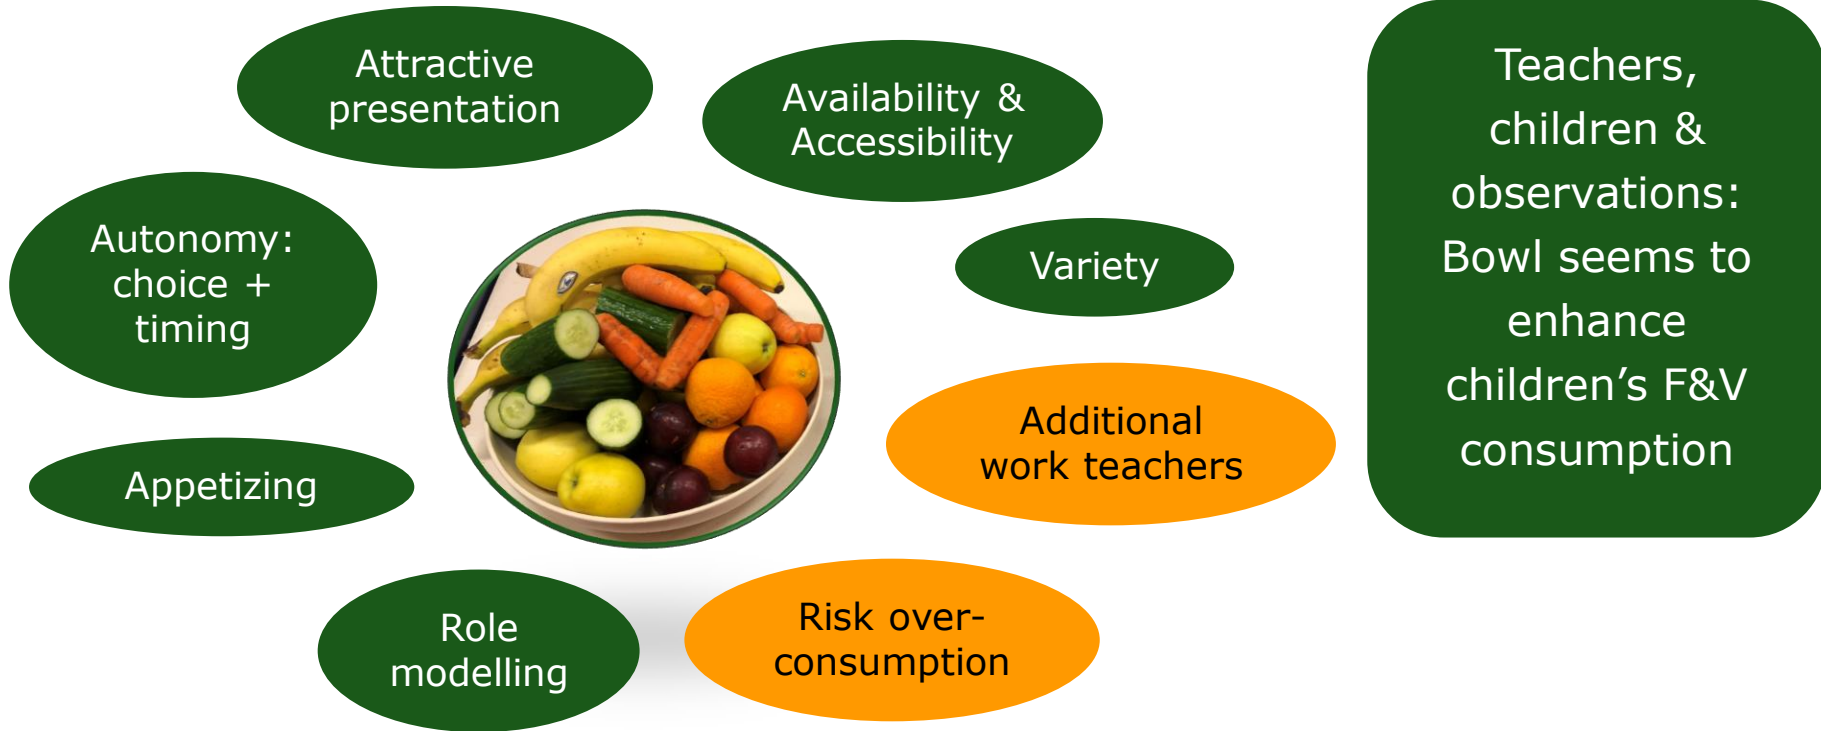 Attractive
presentation
Availability &
Accessibility
Autonomy:
choice +
timing
Variety
Appetizing
Additional
work teachers
Role
modelling
Risk over-
consumption
Teachers,
children &
observations:
Bowl seems to
enhance
children’s F&V
consumption